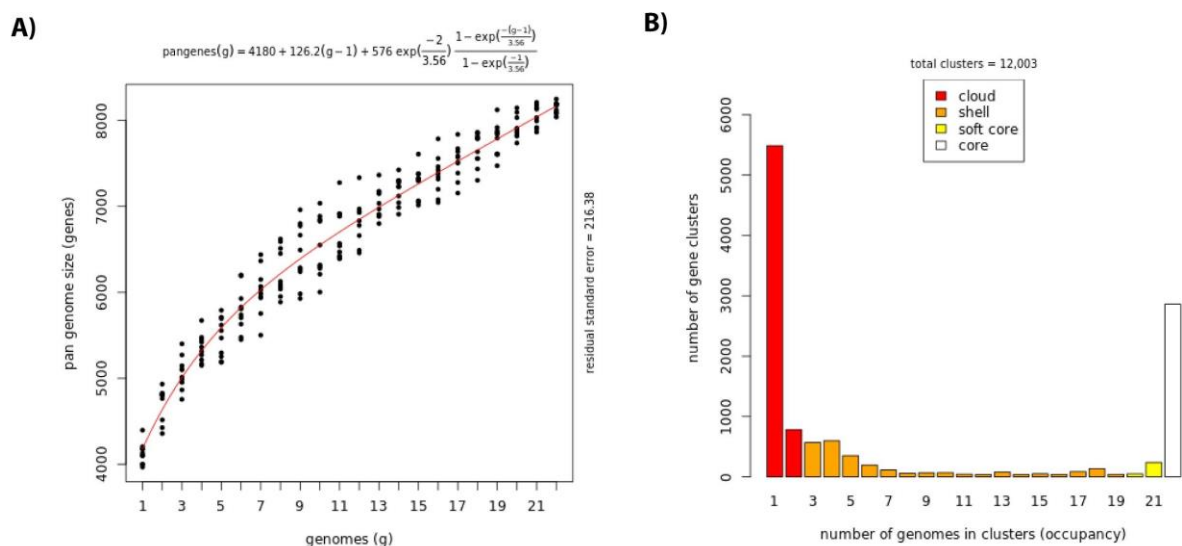 A)
pangenes(g) = 4180 + 126.2(g − 1) + 576 exp(−2/3.56) (1 − exp(−(g−1)/3.56))/(1 − exp(−1/3.56))
pan genome size (genes)
8000
7000
6000
5000
4000
1 3 5 7 9 11 13 15 17 19 21
genomes (g)
residual standard error = 216.38
B)
total clusters = 12,003
cloud
shell
soft core
core
number of gene clusters
6000
5000
4000
3000
2000
1000
0
1 3 5 7 9 11 13 15 17 19 21
number of genomes in clusters (occupancy)